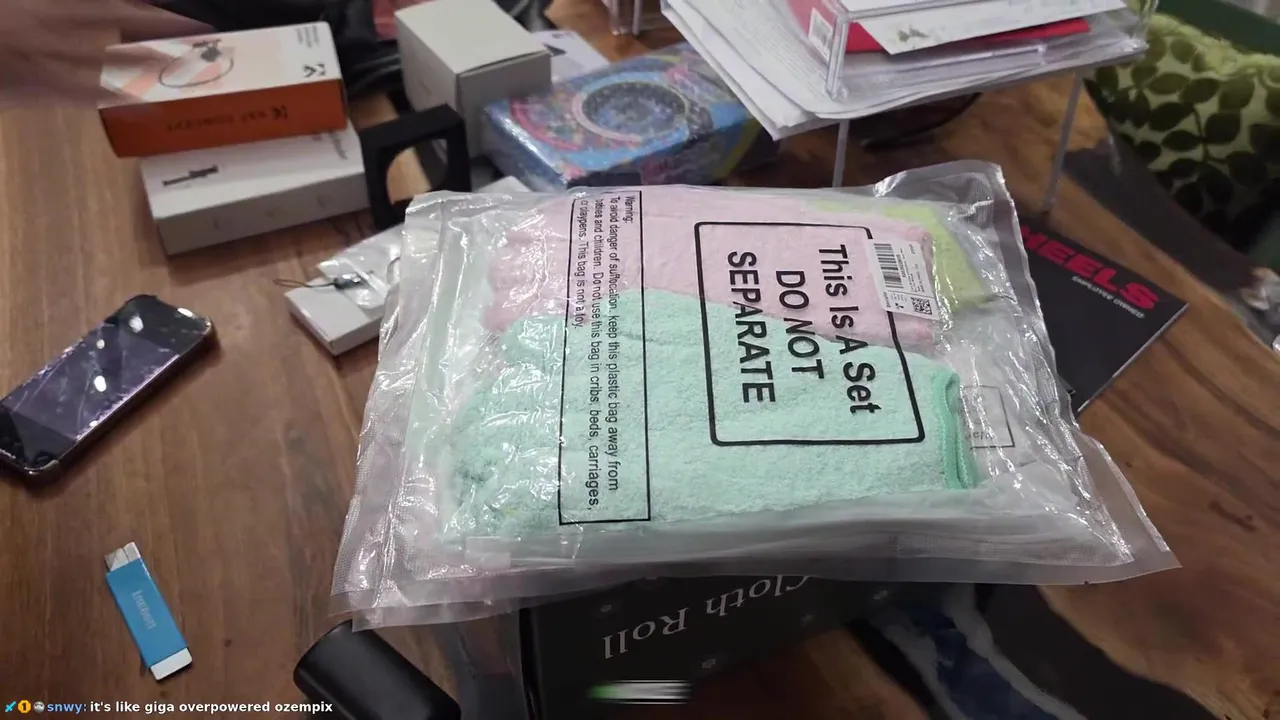 This Is A Set
DO NOT
SEPARATE
Warning:
To avoid danger of suffocation, keep this plastic bag away from
babies and children. Do not use this bag in cribs, beds, carriages,
or playpens. This bag is not a toy.
HEELS
EMPLOYEE OWNED
Cloth Roll
snwy: it's like giga overpowered ozempix